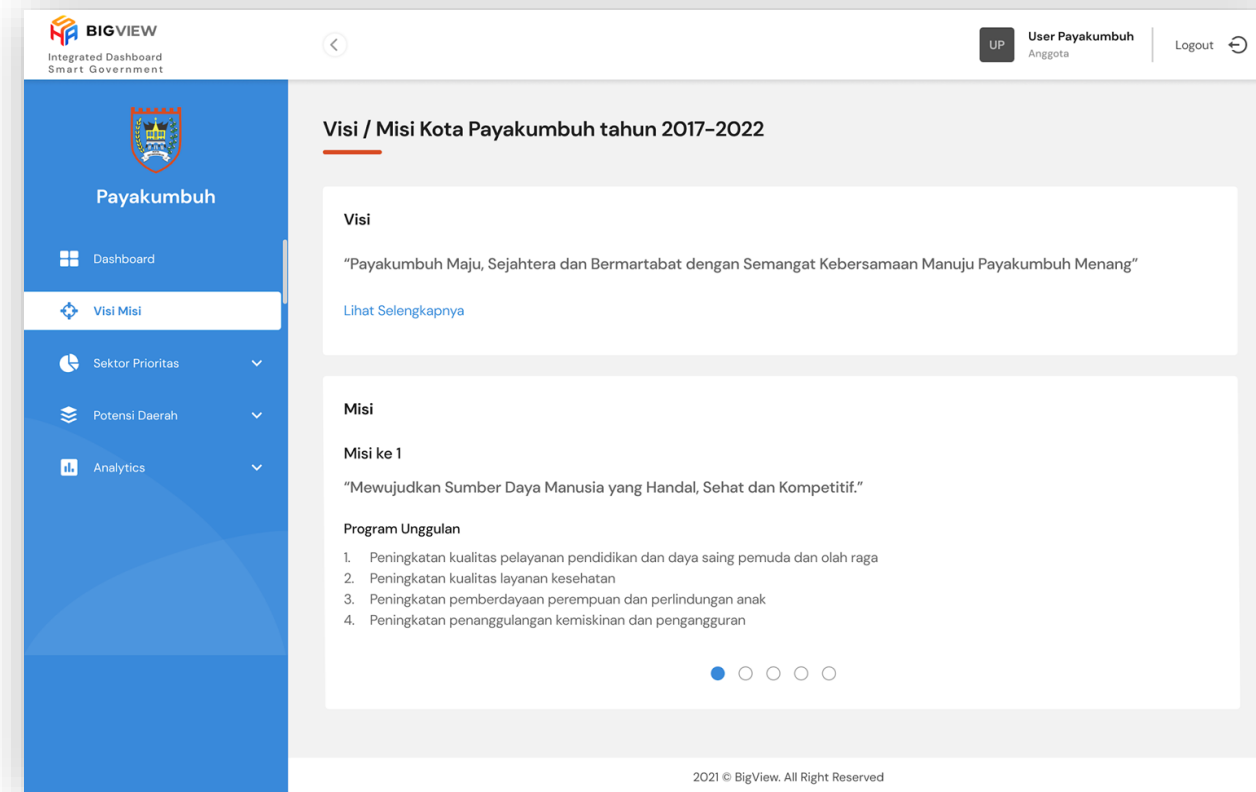 BIGVIEW
Integrated Dashboard
Smart Government
UP
User Payakumbuh
Anggota
Logout
Payakumbuh
Dashboard
Visi Misi
Sektor Prioritas
Potensi Daerah
Analytics
Visi / Misi Kota Payakumbuh tahun 2017-2022
Visi
“Payakumbuh Maju, Sejahtera dan Bermartabat dengan Semangat Kebersamaan Manuju Payakumbuh Menang”
Lihat Selengkapnya
Misi
Misi ke 1
“Mewujudkan Sumber Daya Manusia yang Handal, Sehat dan Kompetitif.”
Program Unggulan
1. Peningkatan kualitas pelayanan pendidikan dan daya saing pemuda dan olah raga
2. Peningkatan kualitas layanan kesehatan
3. Peningkatan pemberdayaan perempuan dan perlindungan anak
4. Peningkatan penanggulangan kemiskinan dan pengangguran
2021 © BigView. All Right Reserved